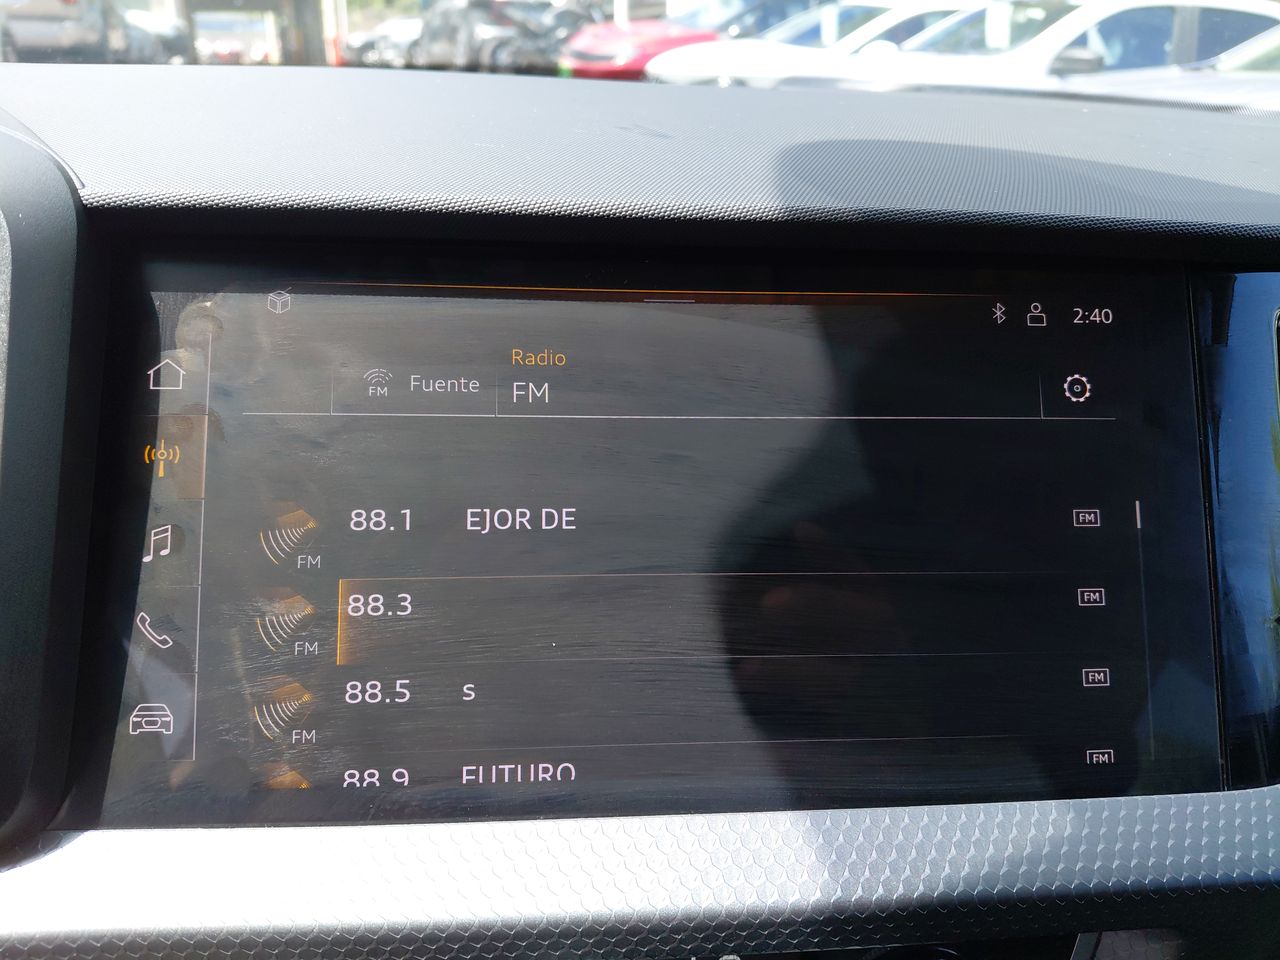 2:40
Radio
FM Fuente FM
88.1 EJOR DE FM
FM
88.3 FM
FM
88.5 s FM
FM
88.9 FUTURO FM